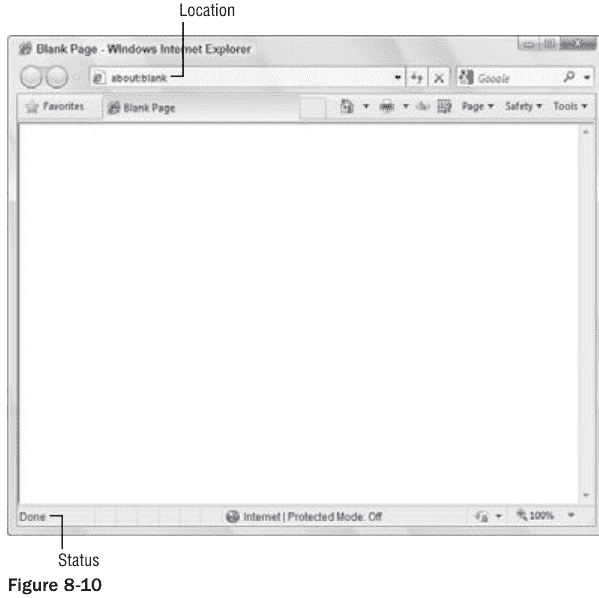 Location
Blank Page - Windows Internet Explorer
about:blank
Google
Favorites
Blank Page
Page
Safety
Tools
Done
Internet | Protected Mode: Off
100%
Status
Figure 8-10